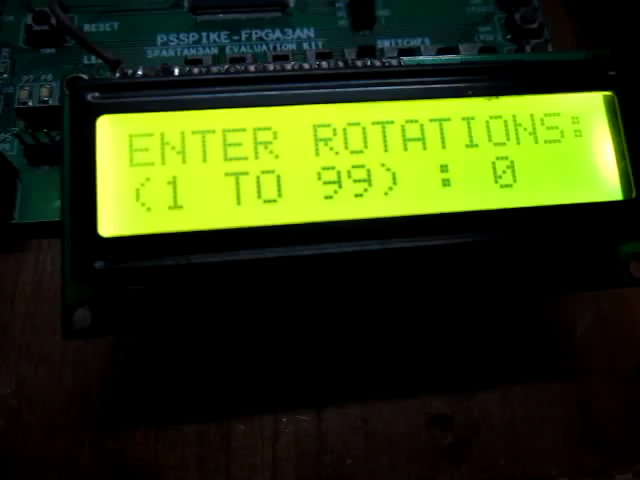 PSSPIKE-FPGA3AN
SPARTAN3AN EVALUATION KIT
SWITCHES
RESET
ENTER ROTATIONS:
(1 TO 99) : 0